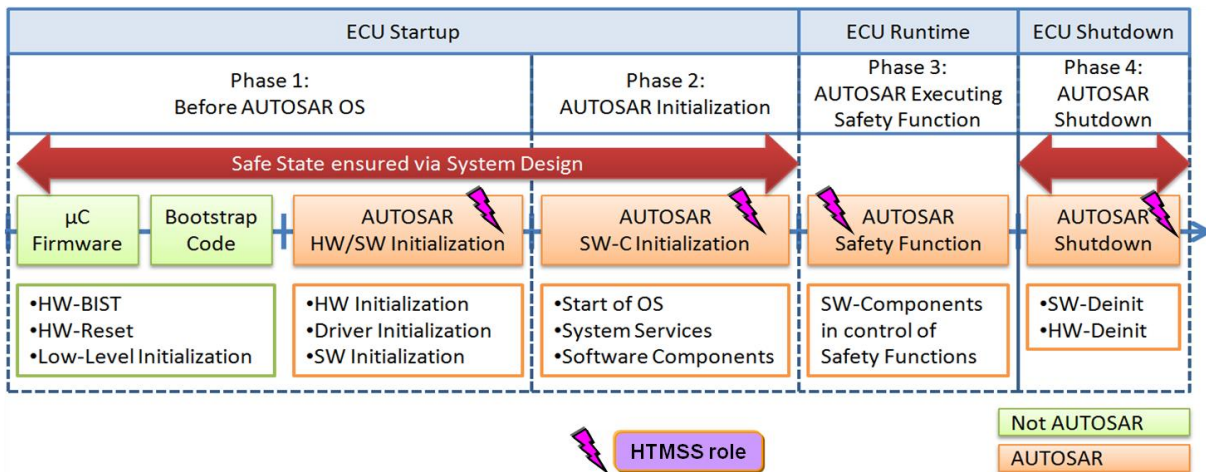 ECU Startup
ECU Runtime
ECU Shutdown
Phase 1:
Before AUTOSAR OS
Phase 2:
AUTOSAR Initialization
Phase 3:
AUTOSAR Executing
Safety Function
Phase 4:
AUTOSAR
Shutdown
Safe State ensured via System Design
µC
Firmware
Bootstrap
Code
AUTOSAR
HW/SW Initialization
AUTOSAR
SW-C Initialization
AUTOSAR
Safety Function
AUTOSAR
Shutdown
•HW-BIST
•HW-Reset
•Low-Level Initialization
•HW Initialization
•Driver Initialization
•SW Initialization
•Start of OS
•System Services
•Software Components
SW-Components
in control of
Safety Functions
•SW-Deinit
•HW-Deinit
Not AUTOSAR
AUTOSAR
HTMSS role